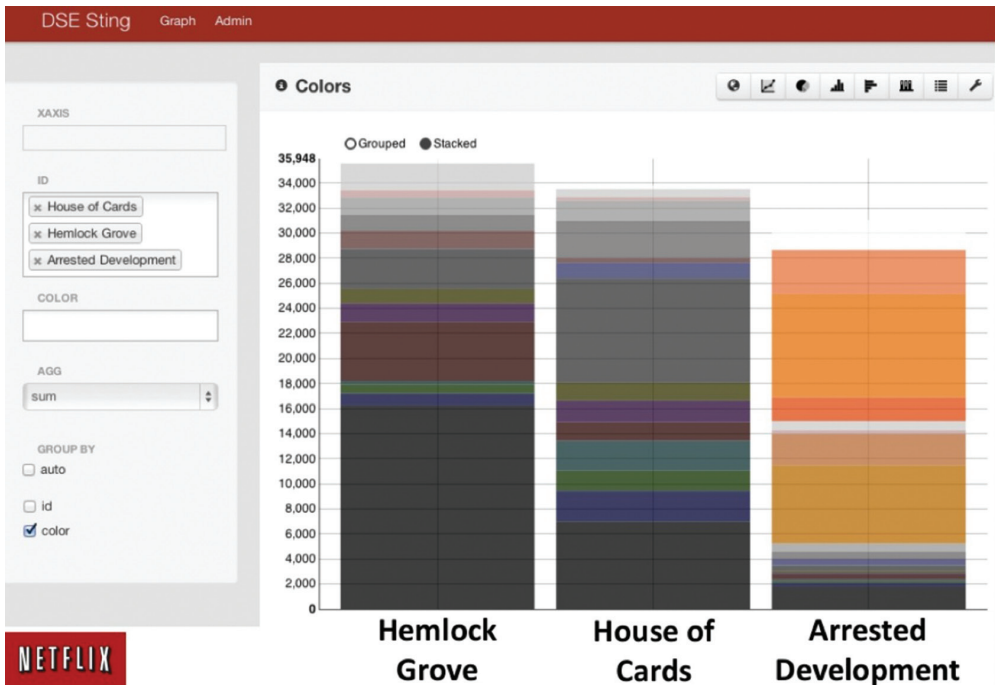 DSE Sting Graph Admin
Colors
XAXIS
ID
× House of Cards
× Hemlock Grove
× Arrested Development
COLOR
AGG
sum
GROUP BY
auto
id
color
Grouped Stacked
35,948
34,000
32,000
30,000
28,000
26,000
24,000
22,000
20,000
18,000
16,000
14,000
12,000
10,000
8,000
6,000
4,000
2,000
0
Hemlock
Grove
House of
Cards
Arrested
Development
NETFLIX